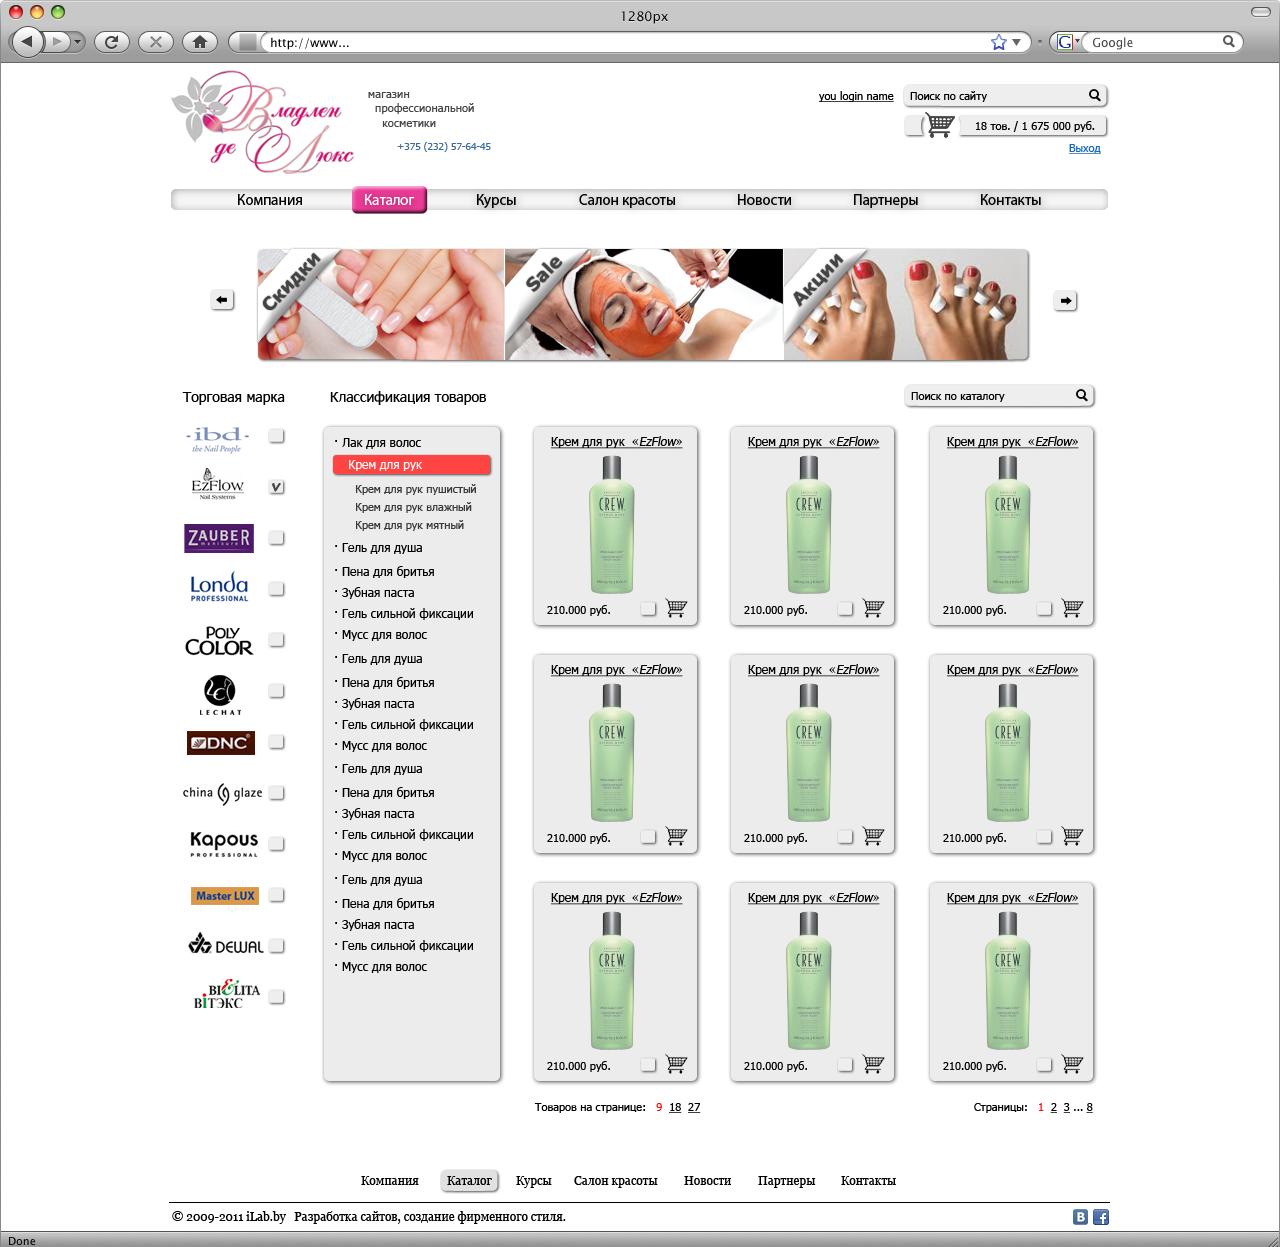 1280px
http://www...
Google
Владлен
де Люкс
магазин
профессиональной
косметики
+375 (232) 57-64-45
you login name
Поиск по сайту
18 тов. / 1 675 000 руб.
Выход
Компания Каталог Курсы Салон красоты Новости Партнеры Контакты
Скидки
Sale
Акции
Торговая марка
ibd
the Nail People
EzFlow
Nail Systems
ZAUBER
manicure
Londa
PROFESSIONAL
POLY
COLOR
LECHAT
DNC®
china glaze
Kapous
PROFESSIONAL
Master LUX
DEWAL
BIELITA
ВIТЭКС
Классификация товаров
Поиск по каталогу
· Лак для волос
Крем для рук
Крем для рук пушистый
Крем для рук влажный
Крем для рук мятный
· Гель для душа
· Пена для бритья
· Зубная паста
· Гель сильной фиксации
· Мусс для волос
· Гель для душа
· Пена для бритья
· Зубная паста
· Гель сильной фиксации
· Мусс для волос
· Гель для душа
· Пена для бритья
· Зубная паста
· Гель сильной фиксации
· Мусс для волос
· Гель для душа
· Пена для бритья
· Зубная паста
· Гель сильной фиксации
· Мусс для волос
Крем для рук «EzFlow» Крем для рук «EzFlow» Крем для рук «EzFlow»
CREW CREW CREW
210.000 руб. 210.000 руб. 210.000 руб.
Крем для рук «EzFlow» Крем для рук «EzFlow» Крем для рук «EzFlow»
CREW CREW CREW
210.000 руб. 210.000 руб. 210.000 руб.
Крем для рук «EzFlow» Крем для рук «EzFlow» Крем для рук «EzFlow»
CREW CREW CREW
210.000 руб. 210.000 руб. 210.000 руб.
Товаров на странице: 9 18 27
Страницы: 1 2 3 ... 8
Компания Каталог Курсы Салон красоты Новости Партнеры Контакты
© 2009-2011 iLab.by Разработка сайтов, создание фирменного стиля.
Done